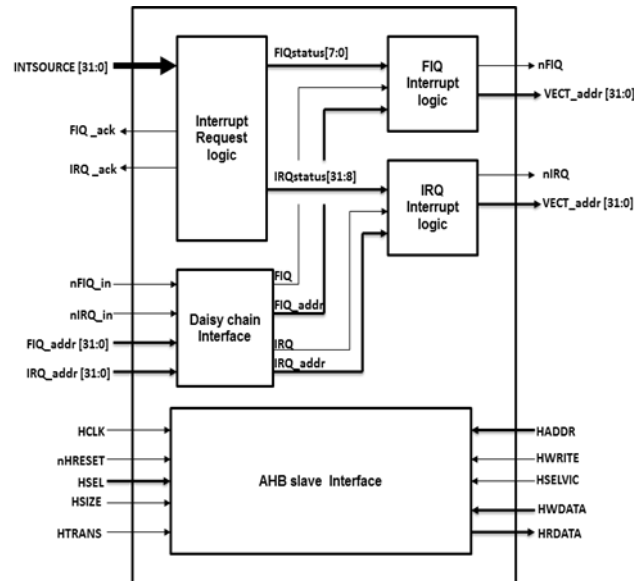 INTSOURCE [31:0]
FIQ _ack
IRQ _ack
Interrupt
Request
logic
FIQstatus[7:0]
IRQstatus[31:8]
FIQ
Interrupt
logic
nFIQ
VECT_addr [31:0]
IRQ
Interrupt
logic
nIRQ
VECT_addr [31:0]
nFIQ_in
nIRQ_in
FIQ_addr [31:0]
IRQ_addr [31:0]
Daisy chain
Interface
FIQ
FIQ_addr
IRQ
IRQ_addr
HCLK
nHRESET
HSEL
HSIZE
HTRANS
AHB slave Interface
HADDR
HWRITE
HSELVIC
HWDATA
HRDATA